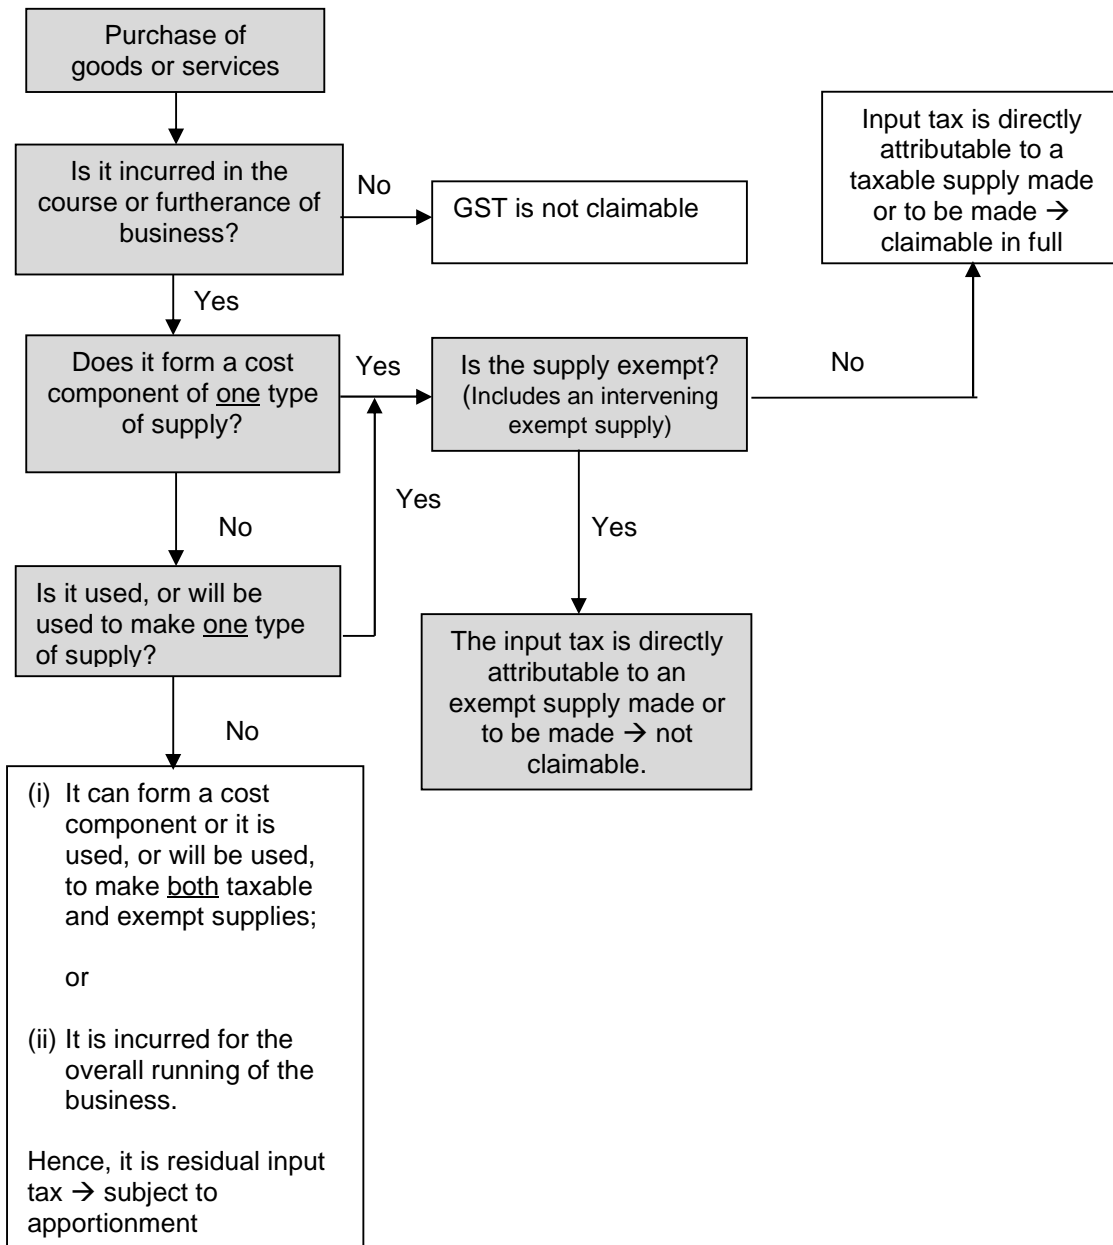 Purchase of
goods or services
Is it incurred in the
course or furtherance of
business?
No
GST is not claimable
Input tax is directly
attributable to a
taxable supply made
or to be made →
claimable in full
Yes
Does it form a cost
component of one type
of supply?
Yes
Is the supply exempt?
(Includes an intervening
exempt supply)
No
Yes
No
Yes
Is it used, or will be
used to make one type
of supply?
The input tax is directly
attributable to an
exempt supply made or
to be made → not
claimable.
No
(i) It can form a cost
component or it is
used, or will be used,
to make both taxable
and exempt supplies;
or
(ii) It is incurred for the
overall running of the
business.
Hence, it is residual input
tax → subject to
apportionment